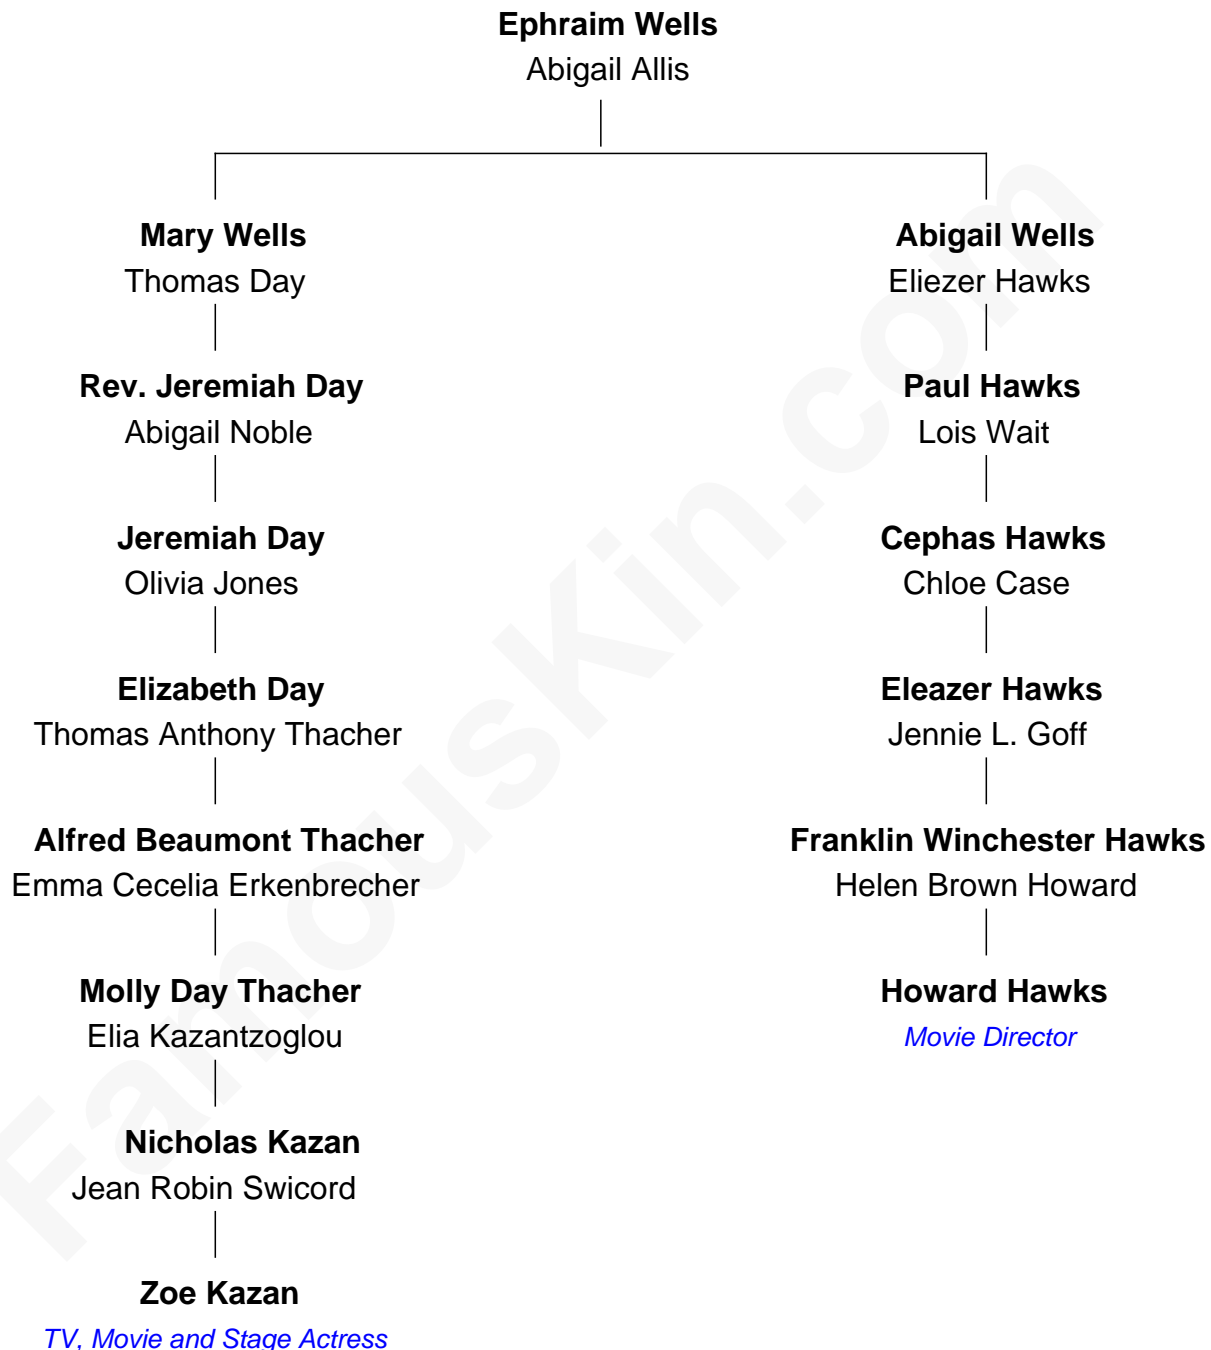 Ephraim Wells
Abigail Allis
Mary Wells
Thomas Day
Abigail Wells
Eliezer Hawks
Rev. Jeremiah Day
Abigail Noble
Paul Hawks
Lois Wait
Jeremiah Day
Olivia Jones
Cephas Hawks
Chloe Case
Elizabeth Day
Thomas Anthony Thacher
Eleazer Hawks
Jennie L. Goff
Alfred Beaumont Thacher
Emma Cecelia Erkenbrecher
Franklin Winchester Hawks
Helen Brown Howard
Molly Day Thacher
Elia Kazantzoglou
Howard Hawks
Movie Director
Nicholas Kazan
Jean Robin Swicord
Zoe Kazan
TV, Movie and Stage Actress
FamousKin.com